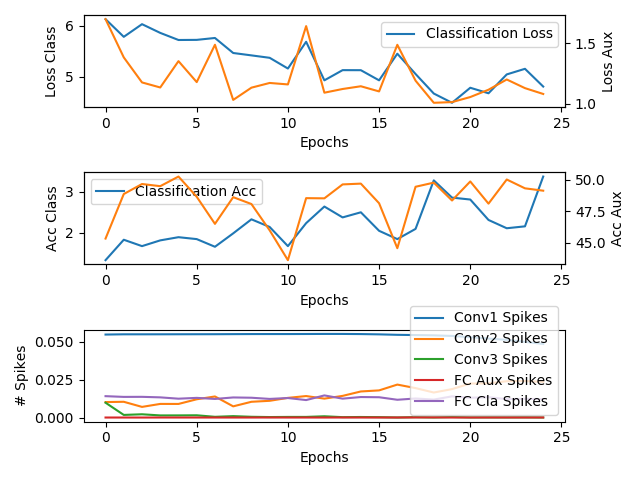 Classification Loss
6
5
Loss Class
1.5
1.0
Loss Aux
0 5 10 15 20 25
Epochs
Classification Acc
3
2
Acc Class
50.0
47.5
45.0
Acc Aux
0 5 10 15 20 25
Epochs
Conv1 Spikes
Conv2 Spikes
Conv3 Spikes
FC Aux Spikes
FC Cla Spikes
0.050
0.025
0.000
# Spikes
0 5 10 15 20 25
Epochs